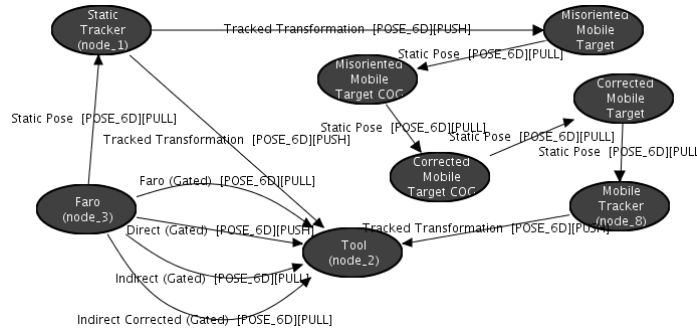 Static
Tracker
(node_1)
Tracked Transformation [POSE_6D][PUSH]
Misoriented
Mobile
Target
Static Pose [POSE_6D][PULL]
Misoriented
Mobile
Target COG
Corrected
Mobile
Target
Static Pose [POSE_6D][PULL]
Static Pose [POSE_6D][PULL]
Tracked Transformation [POSE_6D][PUSH]
Static Pose [POSE_6D][PULL]
Static Pose [POSE_6D][PULL]
Corrected
Mobile
Target COG
Faro (Gated) [POSE_6D][PULL]
Faro
(node_3)
Mobile
Tracker
(node_8)
Direct (Gated) [POSE_6D][PUSH]
Tracked Transformation [POSE_6D][PUSH]
Tool
(node_2)
Indirect (Gated) [POSE_6D][PULL]
Indirect Corrected (Gated) [POSE_6D][PULL]